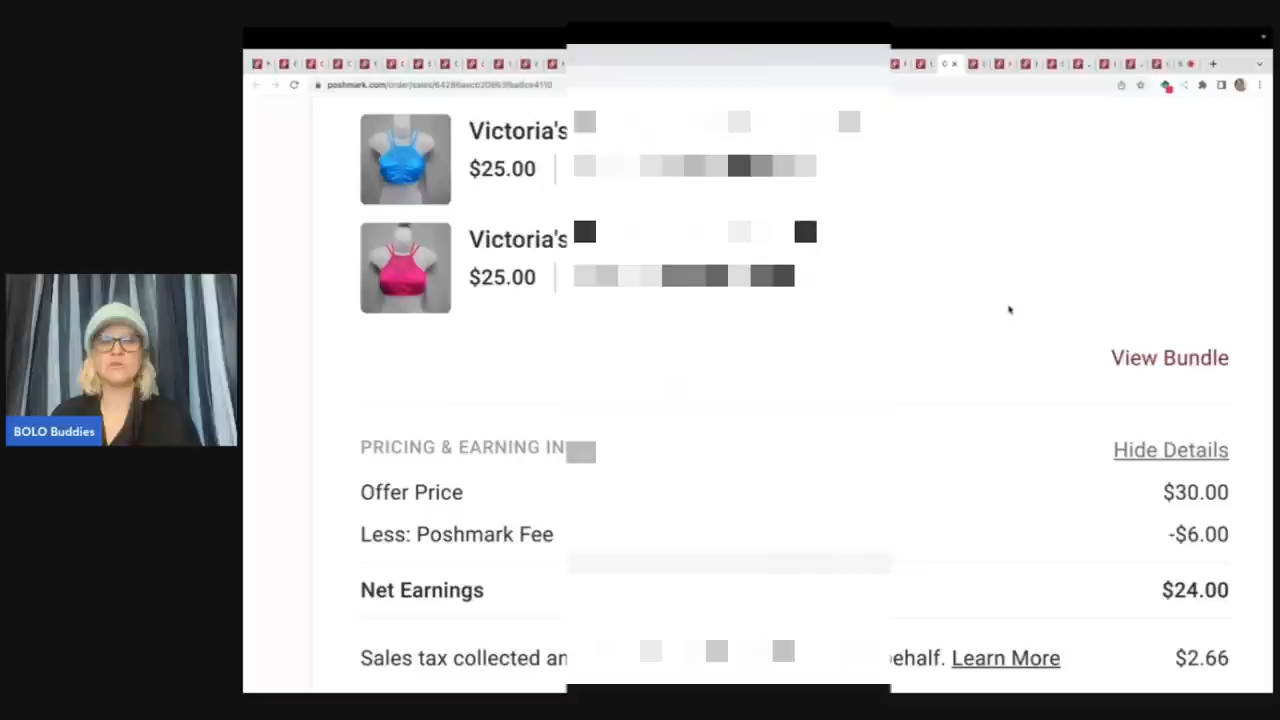 poshmark.com/order/sales/
Victoria's
$25.00
Victoria's
$25.00
View Bundle
BOLO Buddies
PRICING & EARNING IN
Hide Details
Offer Price $30.00
Less: Poshmark Fee -$6.00
Net Earnings $24.00
Sales tax collected an ehalf. Learn More $2.66